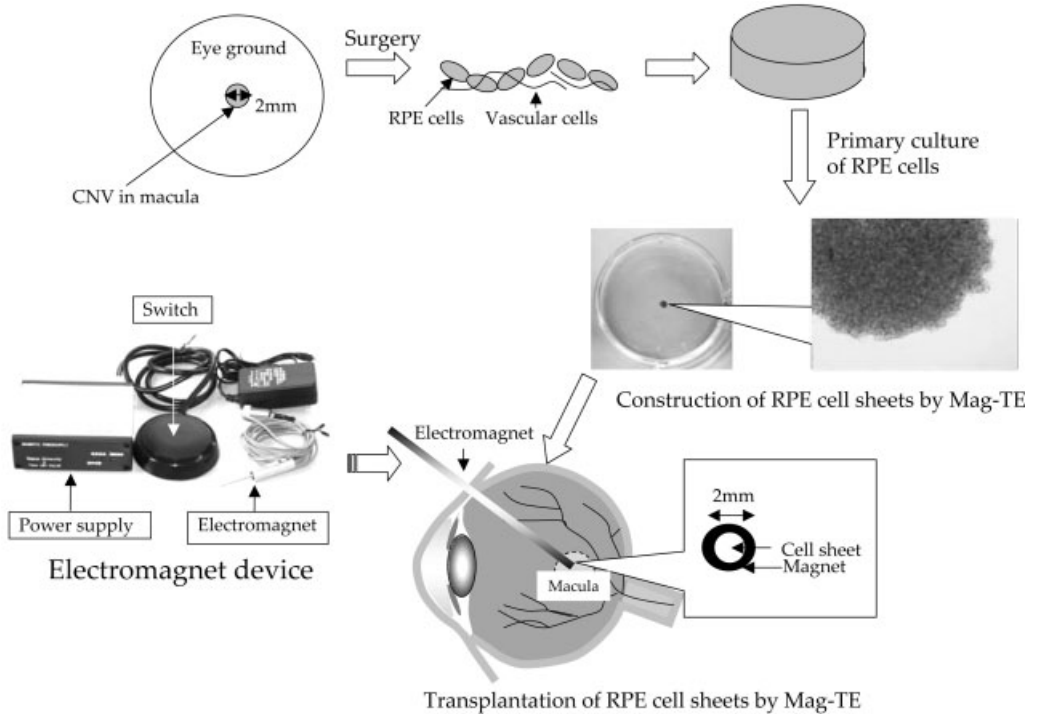 Eye ground
2mm
CNV in macula
Surgery
RPE cells
Vascular cells
Primary culture
of RPE cells
Construction of RPE cell sheets by Mag-TE
Switch
Power supply
Electromagnet
Electromagnet device
Electromagnet
Macula
2mm
Cell sheet
Magnet
Transplantation of RPE cell sheets by Mag-TE